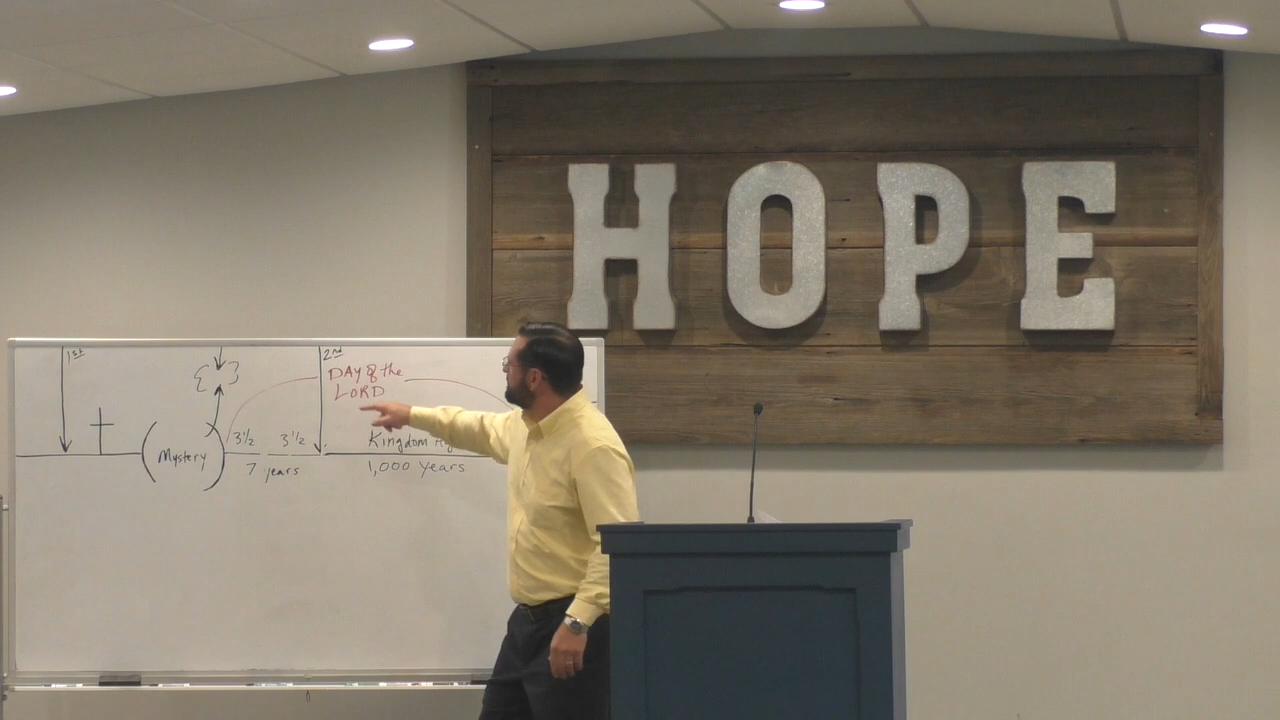 HOPE
1st
2nd
DAY of the
LORD
Mystery
3½ 3½
7 years
Kingdom
1,000 Years